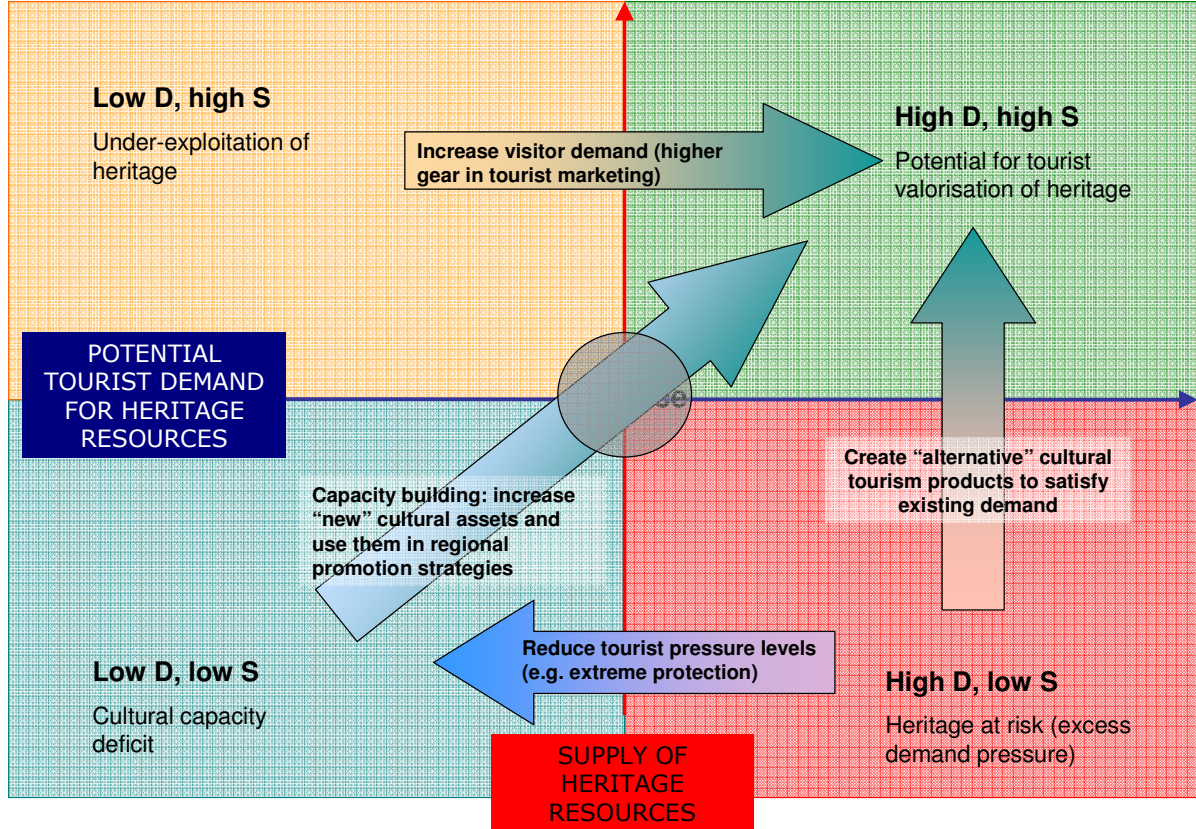 Low D, high S
Under-exploitation of
heritage
Increase visitor demand (higher
gear in tourist marketing)
High D, high S
Potential for tourist
valorisation of heritage
POTENTIAL
TOURIST DEMAND
FOR HERITAGE
RESOURCES
Capacity building: increase
“new” cultural assets and
use them in regional
promotion strategies
Create “alternative” cultural
tourism products to satisfy
existing demand
Low D, low S
Cultural capacity
deficit
Reduce tourist pressure levels
(e.g. extreme protection)
High D, low S
Heritage at risk (excess
demand pressure)
SUPPLY OF
HERITAGE
RESOURCES